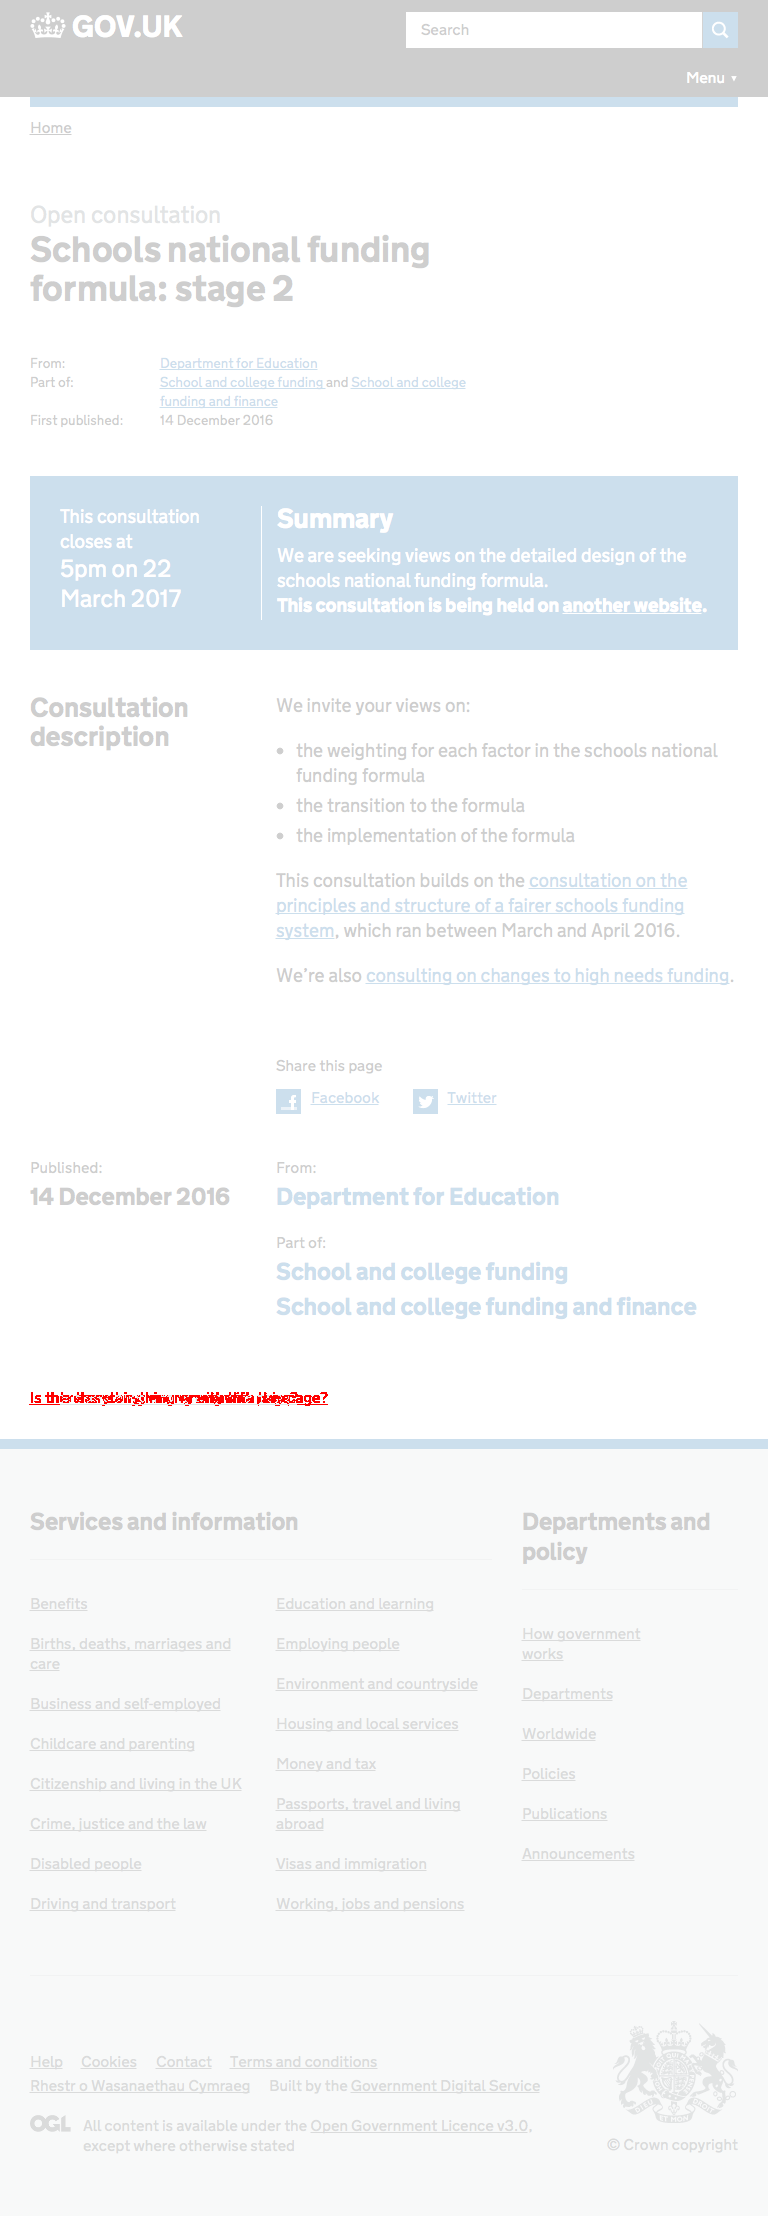 GOV.UK
Search
Menu ▼
Home
Open consultation
Schools national funding
formula: stage 2
From: Department for Education
Part of: School and college funding and School and college
funding and finance
First published: 14 December 2016
This consultation
closes at
5pm on 22
March 2017
Summary
We are seeking views on the detailed design of the
schools national funding formula.
This consultation is being held on another website.
Consultation
description
We invite your views on:
• the weighting for each factor in the schools national
funding formula
• the transition to the formula
• the implementation of the formula
This consultation builds on the consultation on the
principles and structure of a fairer schools funding
system, which ran between March and April 2016.
We’re also consulting on changes to high needs funding.
Share this page
Facebook Twitter
Published:
14 December 2016
From:
Department for Education
Part of:
School and college funding
School and college funding and finance
Services and information
Benefits
Births, deaths, marriages and
care
Business and self-employed
Childcare and parenting
Citizenship and living in the UK
Crime, justice and the law
Disabled people
Driving and transport
Education and learning
Employing people
Environment and countryside
Housing and local services
Money and tax
Passports, travel and living
abroad
Visas and immigration
Working, jobs and pensions
Departments and
policy
How government
works
Departments
Worldwide
Policies
Publications
Announcements
Help Cookies Contact Terms and conditions
Rhestr o Wasanaethau Cymraeg Built by the Government Digital Service
OGL All content is available under the Open Government Licence v3.0,
except where otherwise stated
© Crown copyright